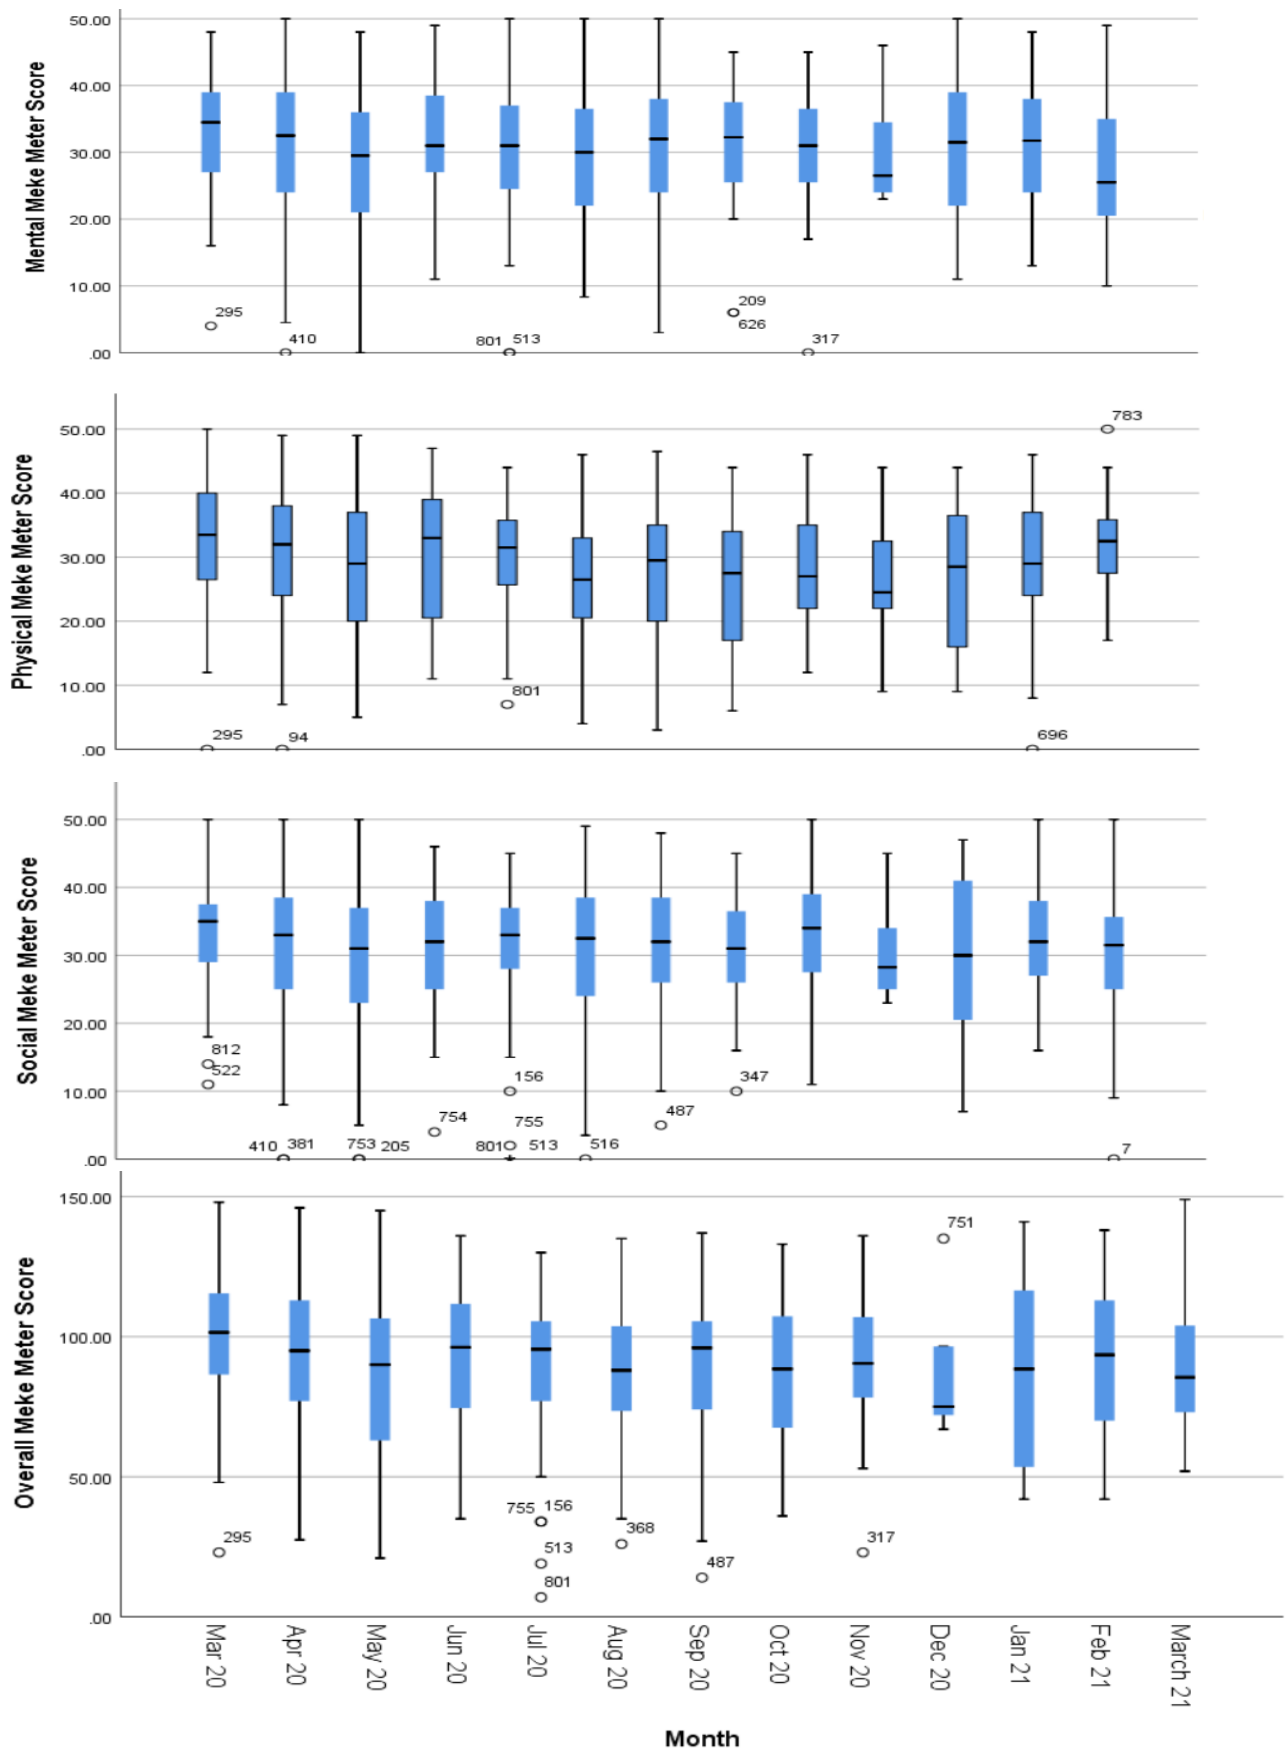 Mental Meke Meter Score
50.00
40.00
30.00
20.00
10.00
.00
295
410
801 513
209
626
317
Physical Meke Meter Score
50.00
40.00
30.00
20.00
10.00
.00
783
801
295
94
696
Social Meke Meter Score
50.00
40.00
30.00
20.00
10.00
.00
812
522
156
347
754
755
487
410 381
753 205
801 513
516
7
Overall Meke Meter Score
150.00
100.00
50.00
.00
751
755 156
295
513
368
317
487
801
Mar 20
Apr 20
May 20
Jun 20
Jul 20
Aug 20
Sep 20
Oct 20
Nov 20
Dec 20
Jan 21
Feb 21
March 21
Month